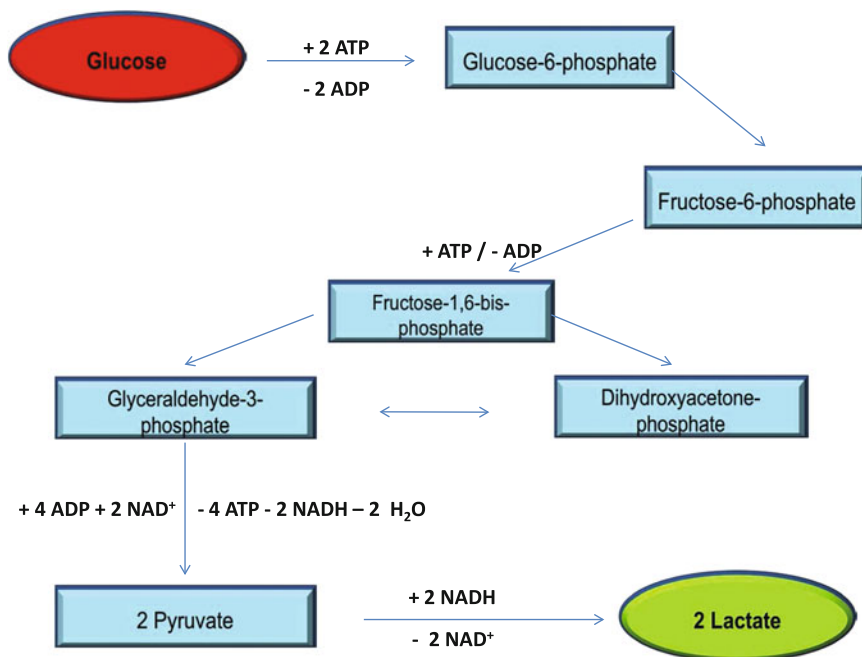 Glucose
+ 2 ATP
- 2 ADP
Glucose-6-phosphate
Fructose-6-phosphate
+ ATP / - ADP
Fructose-1,6-bis-
phosphate
Glyceraldehyde-3-
phosphate
Dihydroxyacetone-
phosphate
+ 4 ADP + 2 NAD⁺
- 4 ATP - 2 NADH – 2 H₂O
2 Pyruvate
+ 2 NADH
- 2 NAD⁺
2 Lactate